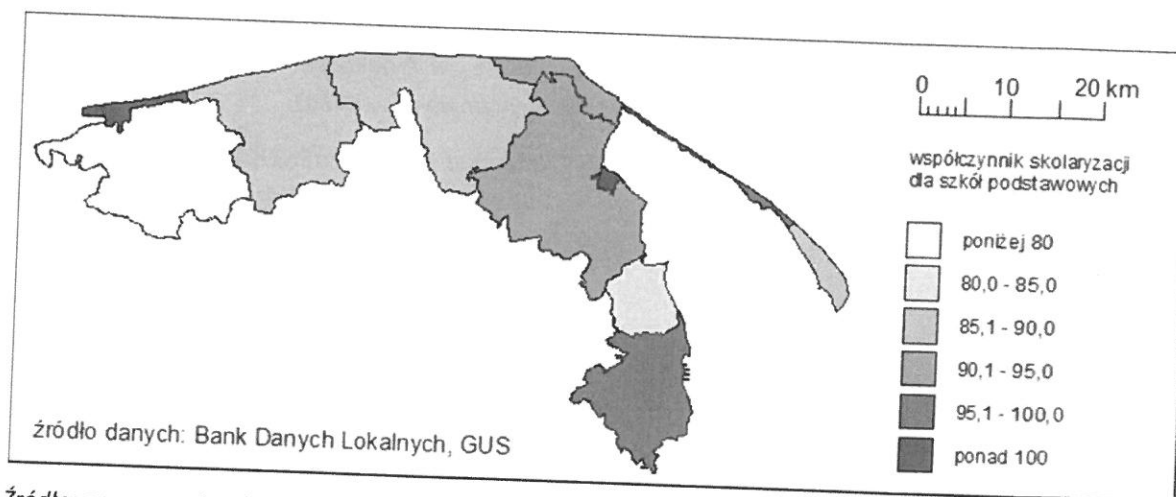 0 10 20 km
współczynnik skolaryzacji
dla szkół podstawowych
poniżej 80
80,0 - 85,0
85,1 - 90,0
90,1 - 95,0
95,1 - 100,0
ponad 100
źródło danych: Bank Danych Lokalnych, GUS